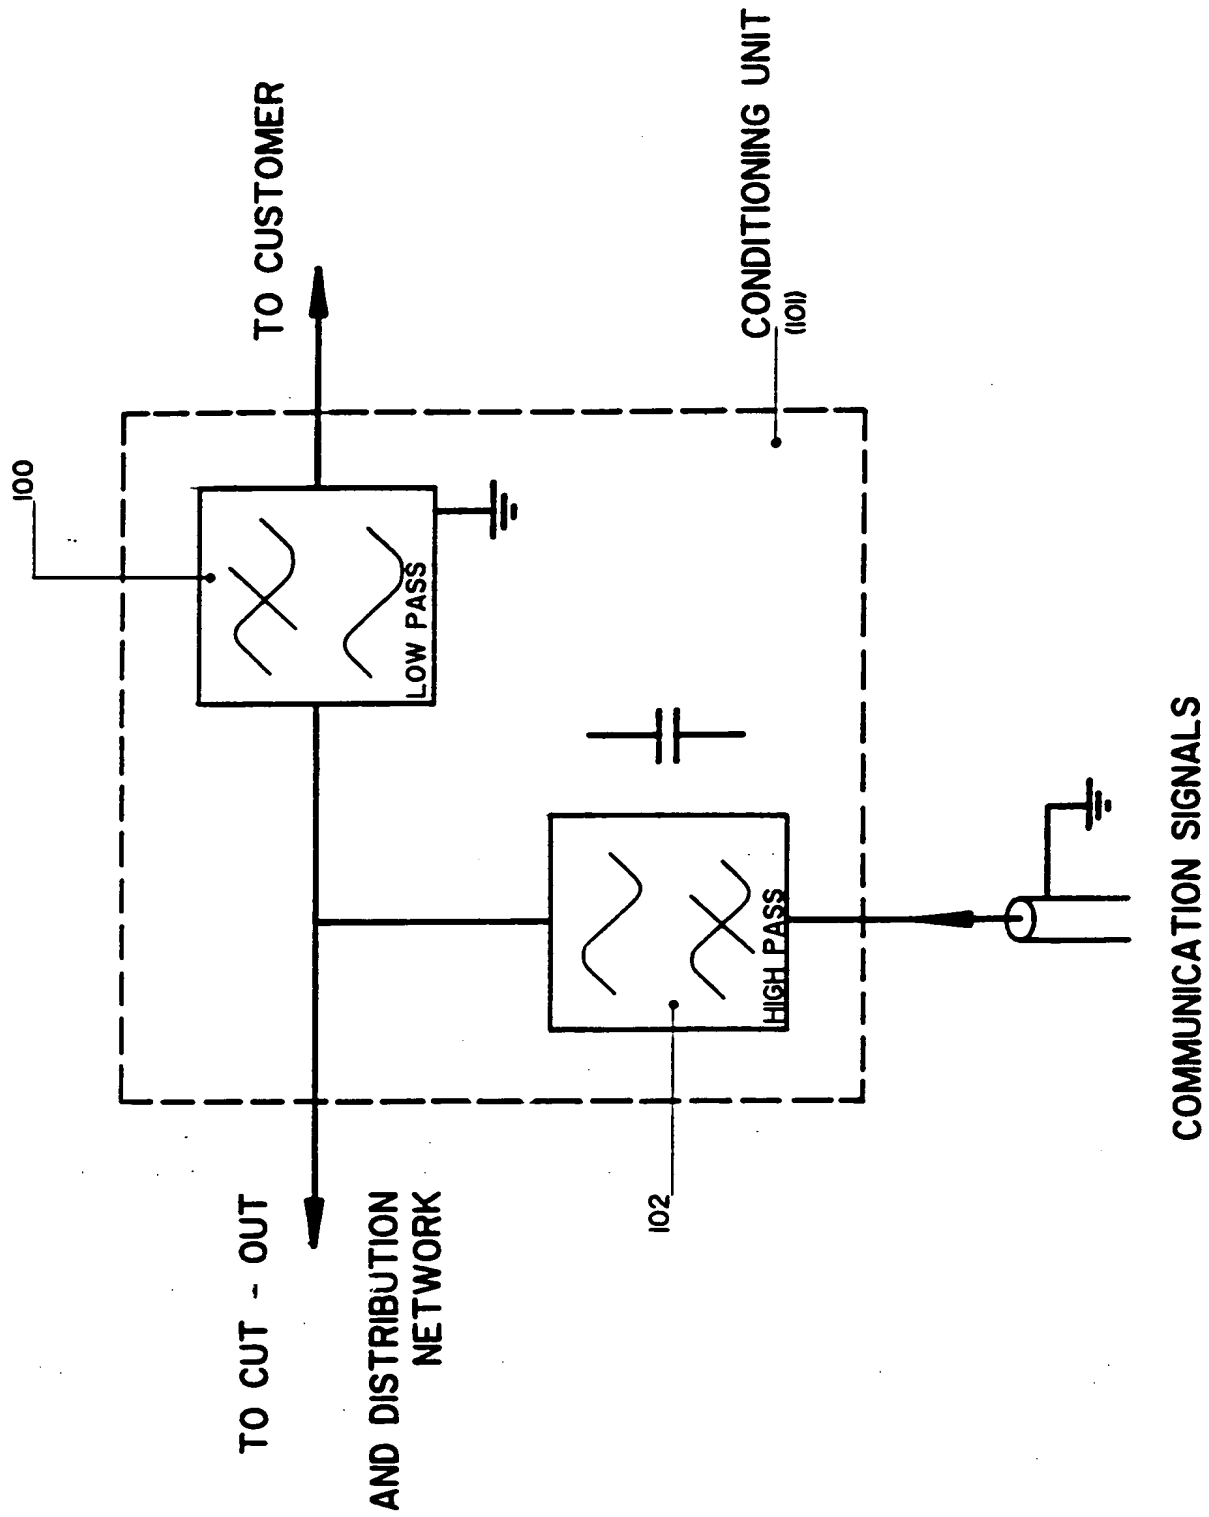 100
TO CUSTOMER
LOW PASS
CONDITIONING UNIT
(101)
TO CUT - OUT
AND DISTRIBUTION
NETWORK
HIGH PASS
102
COMMUNICATION SIGNALS